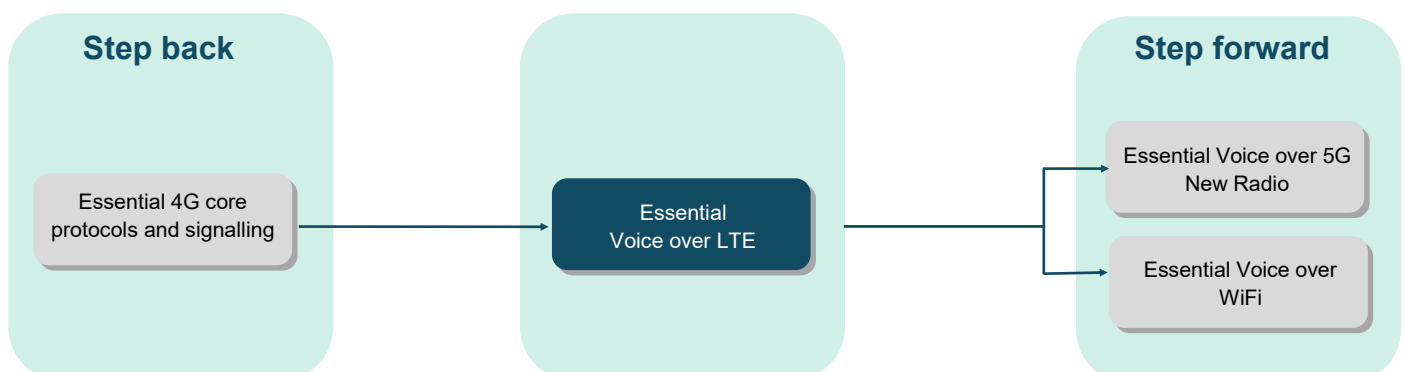 Step back
Essential 4G core
protocols and signalling
Essential
Voice over LTE
Step forward
Essential Voice over 5G
New Radio
Essential Voice over
WiFi